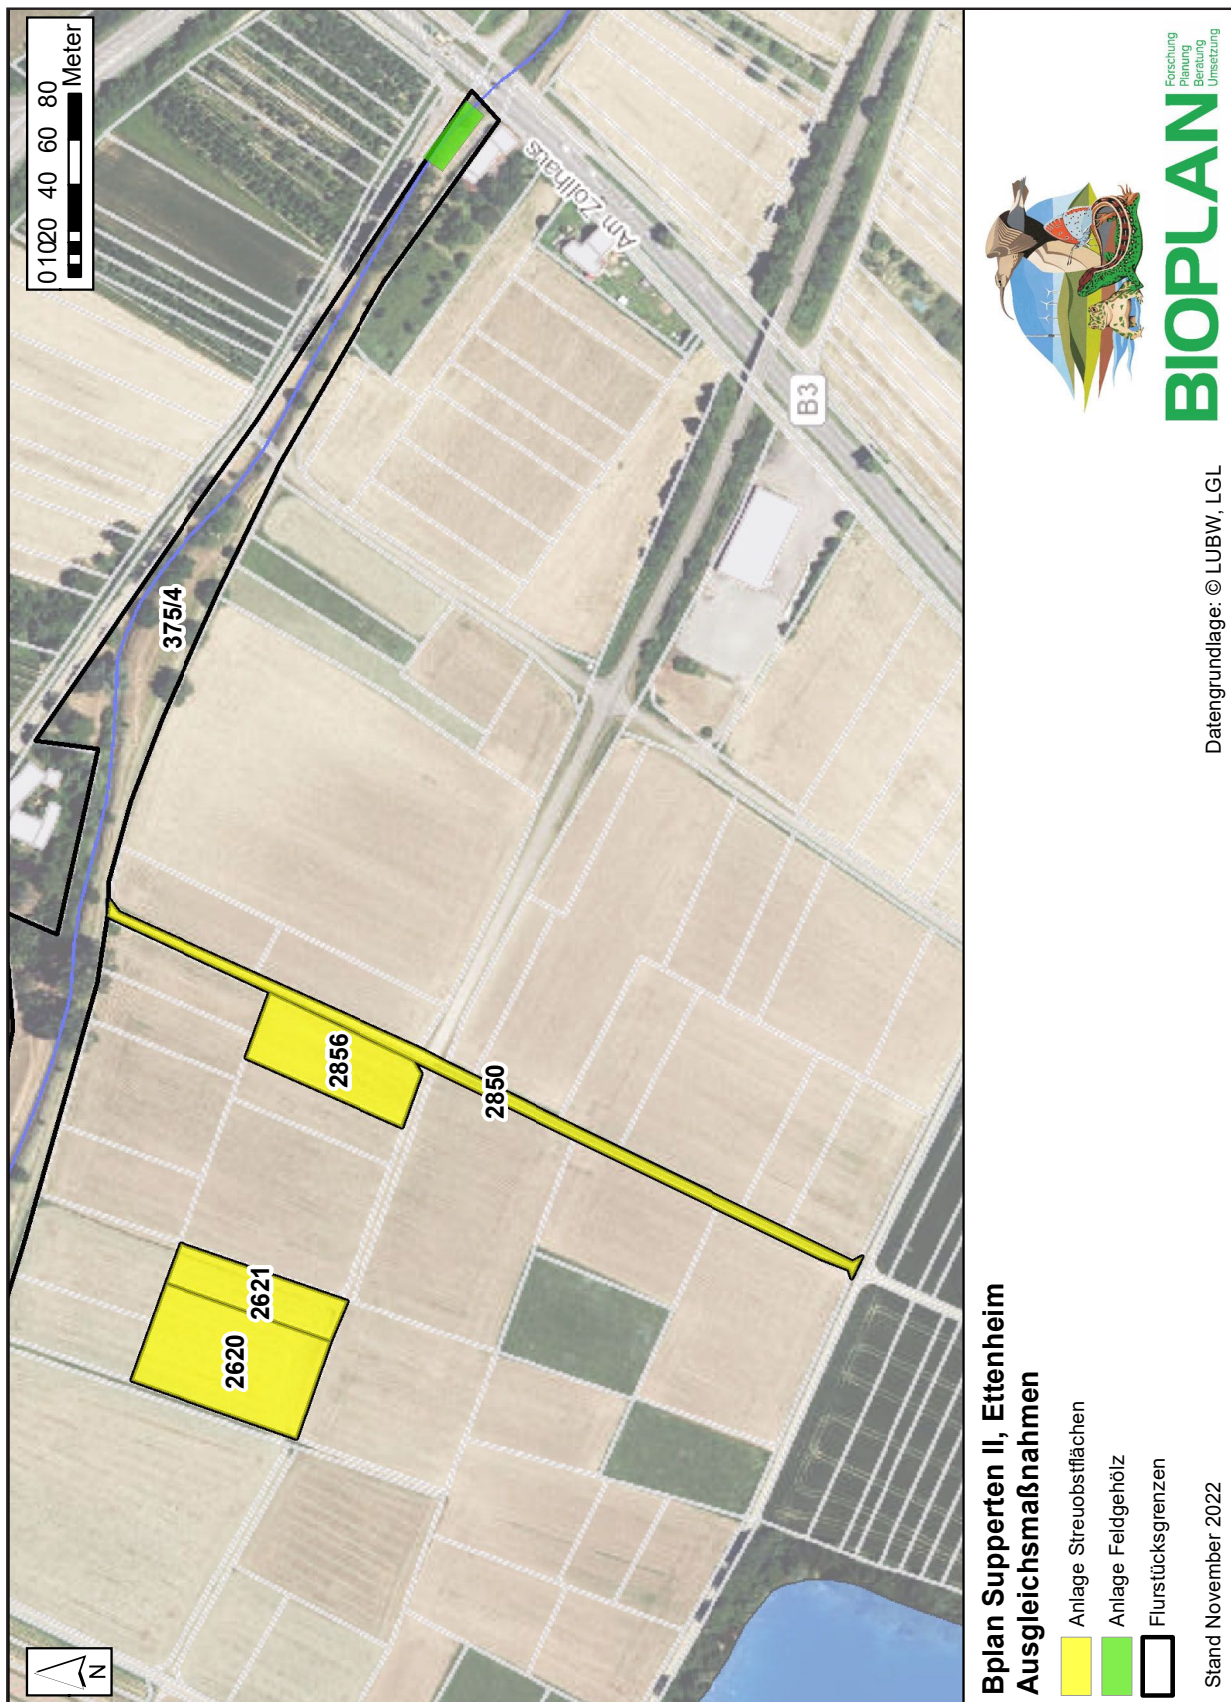 N
0 10 20 40 60 80
Meter
375/4
2620
2621
2856
2850
Am Zollhaus
B3
Bplan Supperten II, Ettenheim
Ausgleichsmaßnahmen
Anlage Streuobstflächen
Anlage Feldgehölz
Flurstücksgrenzen
Stand November 2022
Datengrundlage: © LUBW, LGL
BIOPLAN
Forschung
Planung
Beratung
Umsetzung